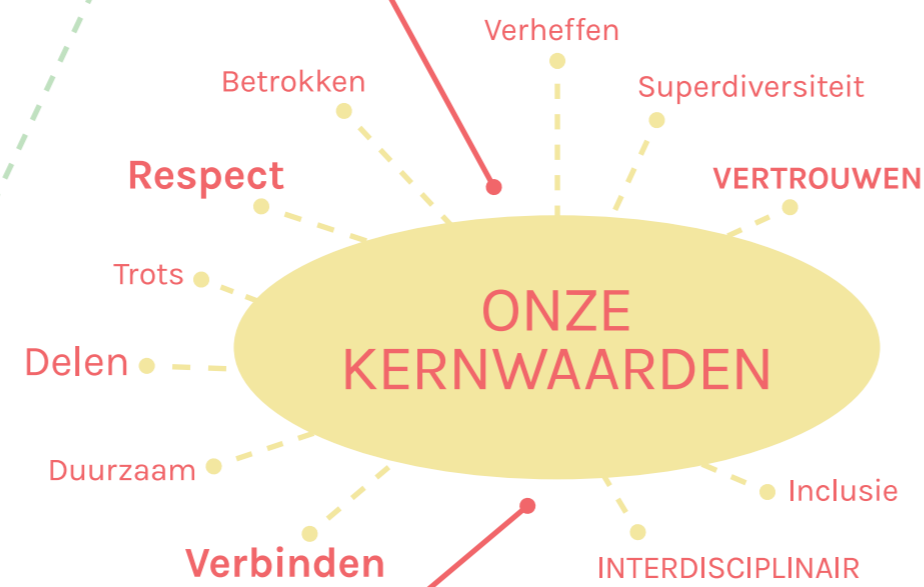 Verheffen
Betrokken
Superdiversiteit
Respect
VERTROUWEN
Trots
ONZE
KERNWAARDEN
Delen
Duurzaam
Inclusie
Verbinden
INTERDISCIPLINAIR